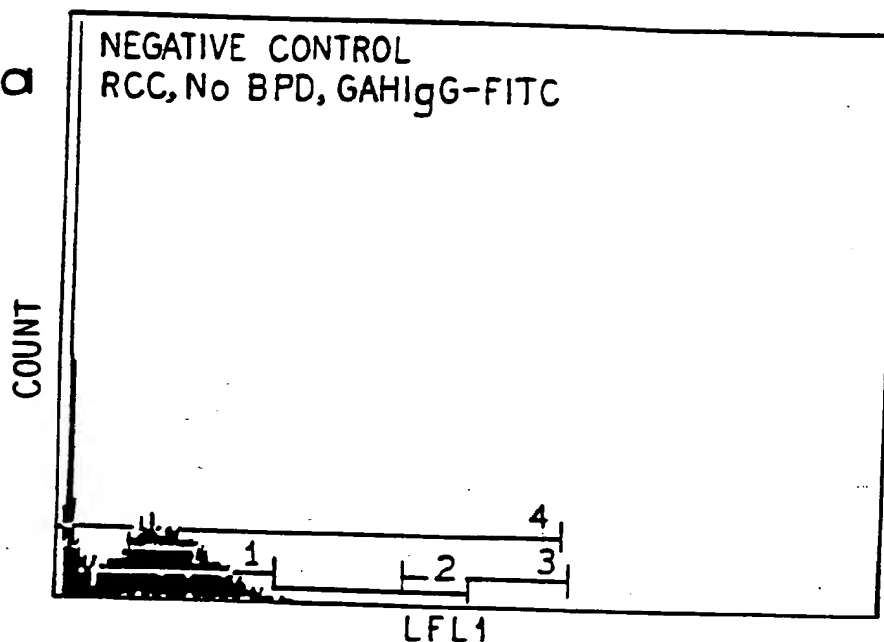 a
NEGATIVE CONTROL
RCC, No BPD, GAHIgG-FITC
COUNT
4
1
2
3
LFL1